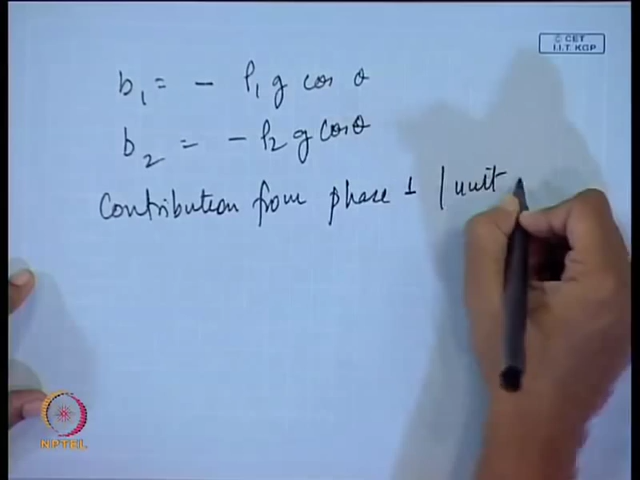 © CET
I.I.T. KGP
b₁ = - ρ₁ g cos θ
b₂ = - ρ₂ g cos θ
Contribution from phase 1 / unit
NPTEL